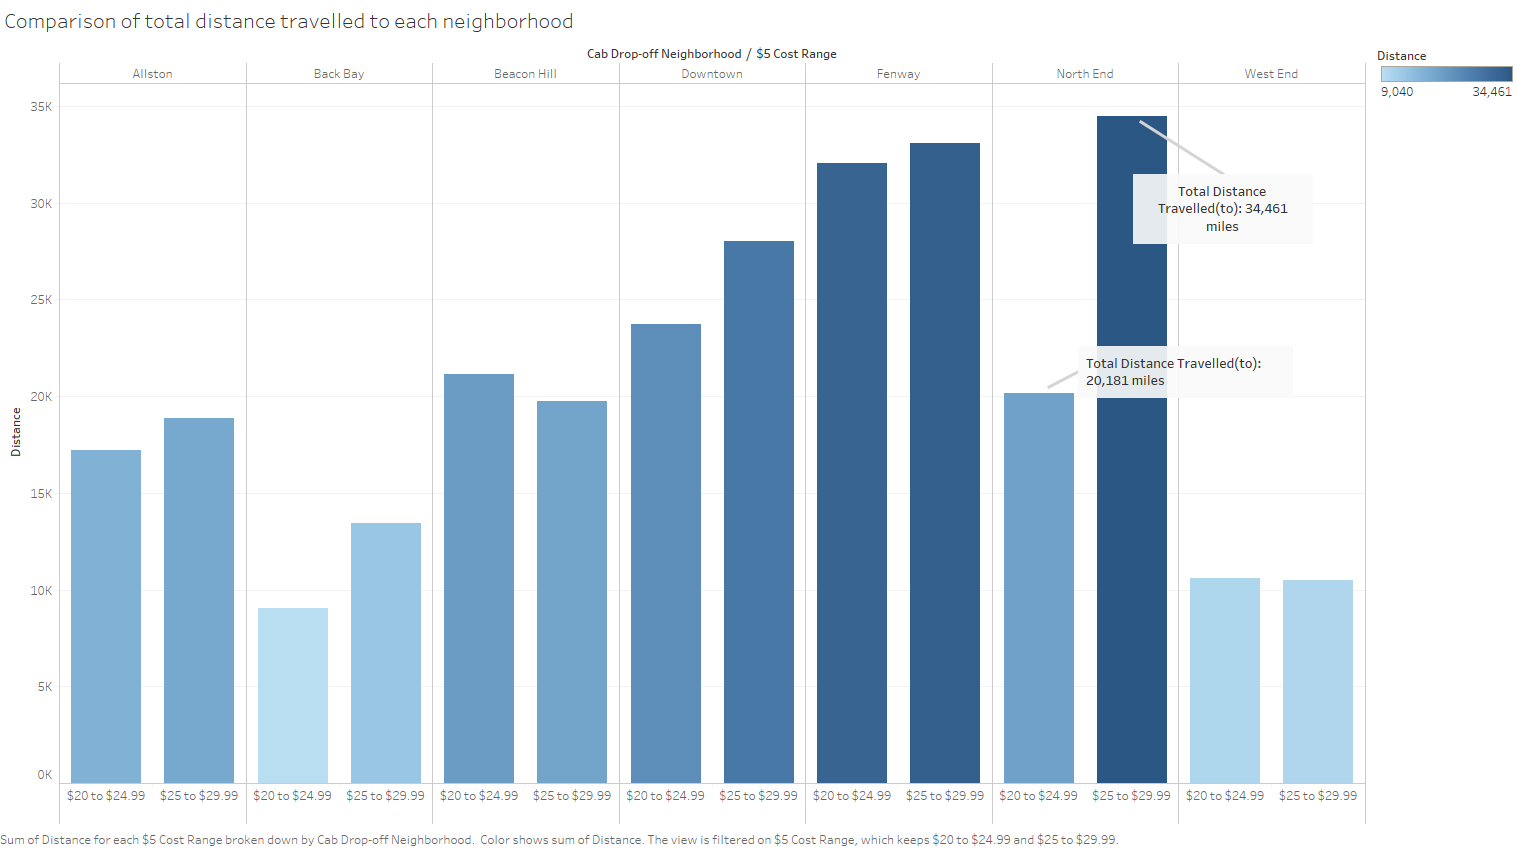 Comparison of total distance travelled to each neighborhood
Cab Drop-off Neighborhood / $5 Cost Range
Distance
9,040 34,461
Allston Back Bay Beacon Hill Downtown Fenway North End West End
35K
30K
25K
20K
15K
10K
5K
0K
Distance
Total Distance
Travelled(to): 34,461
miles
Total Distance Travelled(to):
20,181 miles
$20 to $24.99 $25 to $29.99 $20 to $24.99 $25 to $29.99 $20 to $24.99 $25 to $29.99 $20 to $24.99 $25 to $29.99 $20 to $24.99 $25 to $29.99 $20 to $24.99 $25 to $29.99 $20 to $24.99 $25 to $29.99
Sum of Distance for each $5 Cost Range broken down by Cab Drop-off Neighborhood.  Color shows sum of Distance. The view is filtered on $5 Cost Range, which keeps $20 to $24.99 and $25 to $29.99.